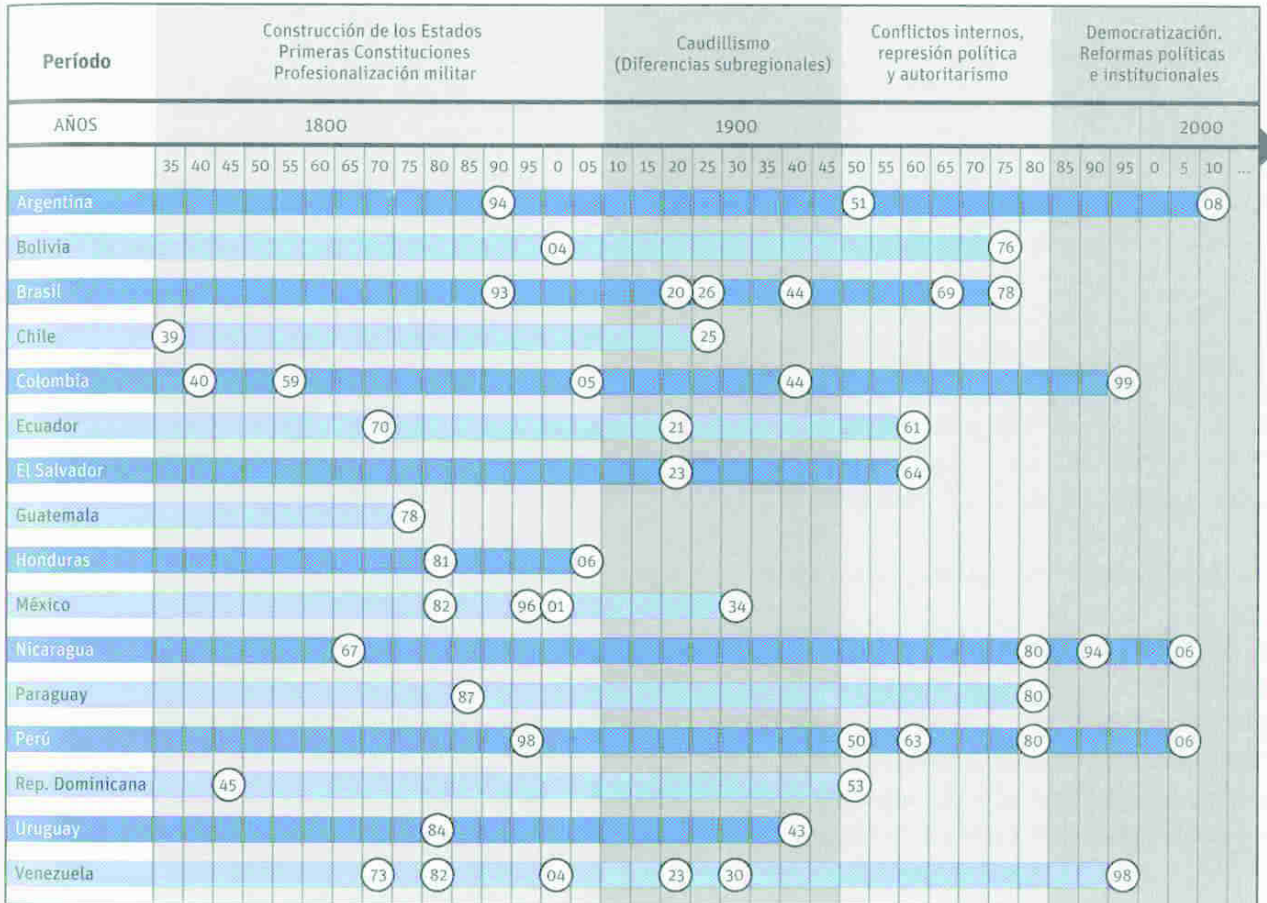 Período
Construcción de los Estados
Primeras Constituciones
Profesionalización militar
Caudillismo
(Diferencias subregionales)
Conflictos internos,
represión política
y autoritarismo
Democratización.
Reformas políticas
e institucionales
AÑOS 1800 1900 2000
35 40 45 50 55 60 65 70 75 80 85 90 95 0 05 10 15 20 25 30 35 40 45 50 55 60 65 70 75 80 85 90 95 0 5 10 ...
Argentina 94 51 08
Bolivia 04 76
Brasil 93 20 26 44 69 78
Chile 39 25
Colombia 40 59 05 44 99
Ecuador 70 21 61
El Salvador 23 64
Guatemala 78
Honduras 81 06
México 82 96 01 34
Nicaragua 67 80 94 06
Paraguay 87 80
Perú 98 50 63 80 06
Rep. Dominicana 45 53
Uruguay 84 43
Venezuela 73 82 04 23 30 98